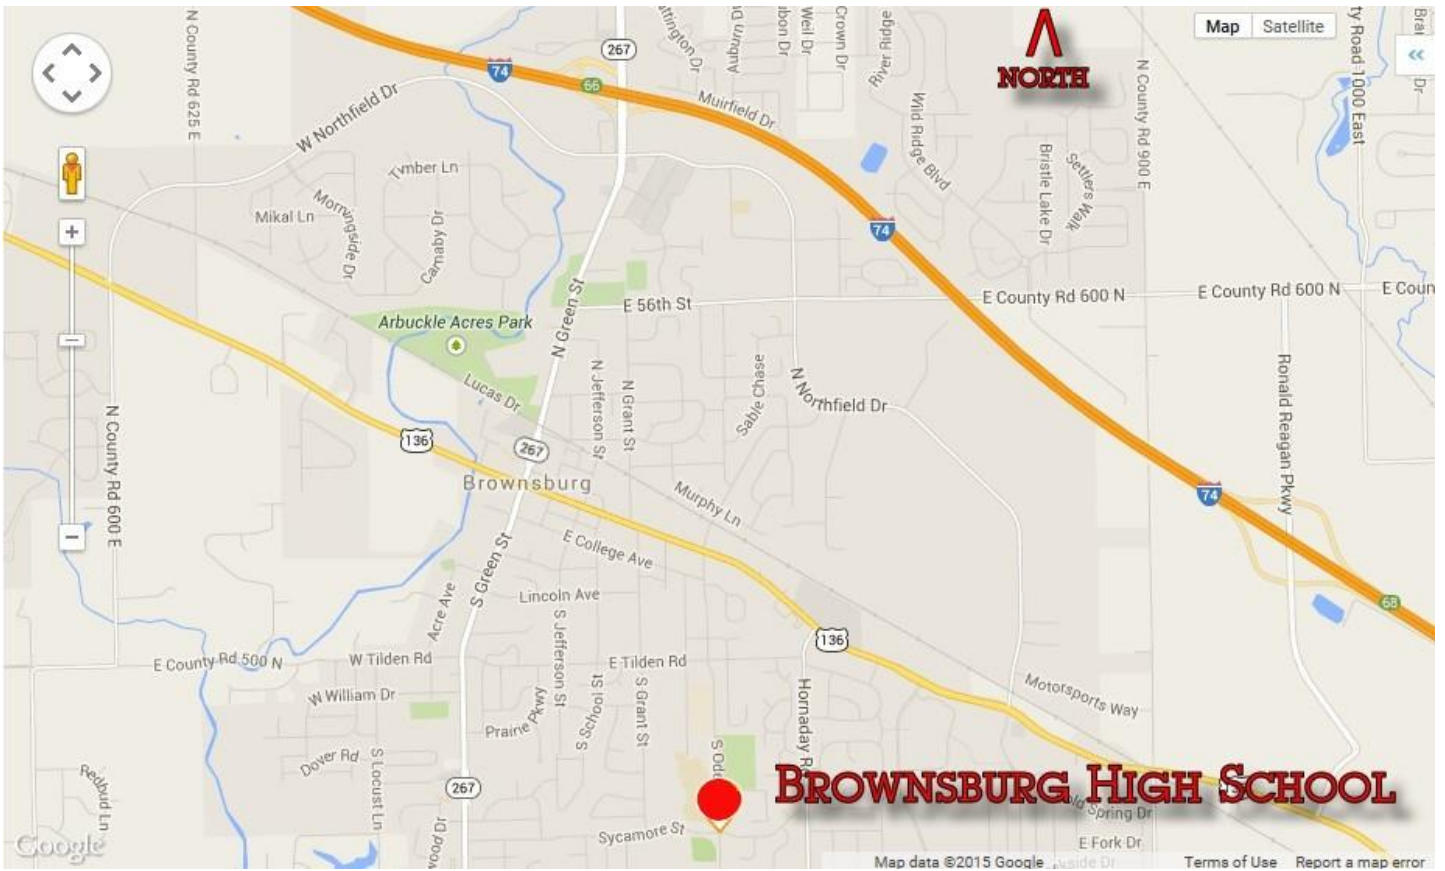 Map
Satellite
NORTH
267
74
66
Muirfield Dr
N County Rd 625 E
W Northfield Dr
Weil Dr
Crown Dr
River Ridge
Wild Ridge Blvd
Bristle Lake Dr
Settlers Walk
N County Rd 900 E
Tymber Ln
Mikal Ln
Morningside Dr
Carnaby Dr
74
E County Rd 600 N
E County Rd 600 N
E 56th St
N Green St
Arbuckle Acres Park
Lucas Dr
N Jefferson St
N Grant St
Sable Chase
N Northfield Dr
Ronald Reagan Pkwy
N County Rd 600 E
136
267
Brownsburg
Murphy Ln
74
E College Ave
S Green St
Lincoln Ave
Acre Ave
S Jefferson St
68
136
E County Rd 500 N
W Tilden Rd
E Tilden Rd
W William Dr
Prairie Pkwy
S School St
S Grant St
Motorsports Way
Dover Rd
S Locust Ln
Redbud Ln
267
BROWNSBURG HIGH SCHOOL
Sycamore St
E Fork Dr
Google
Map data ©2015 Google
Terms of Use
Report a map error